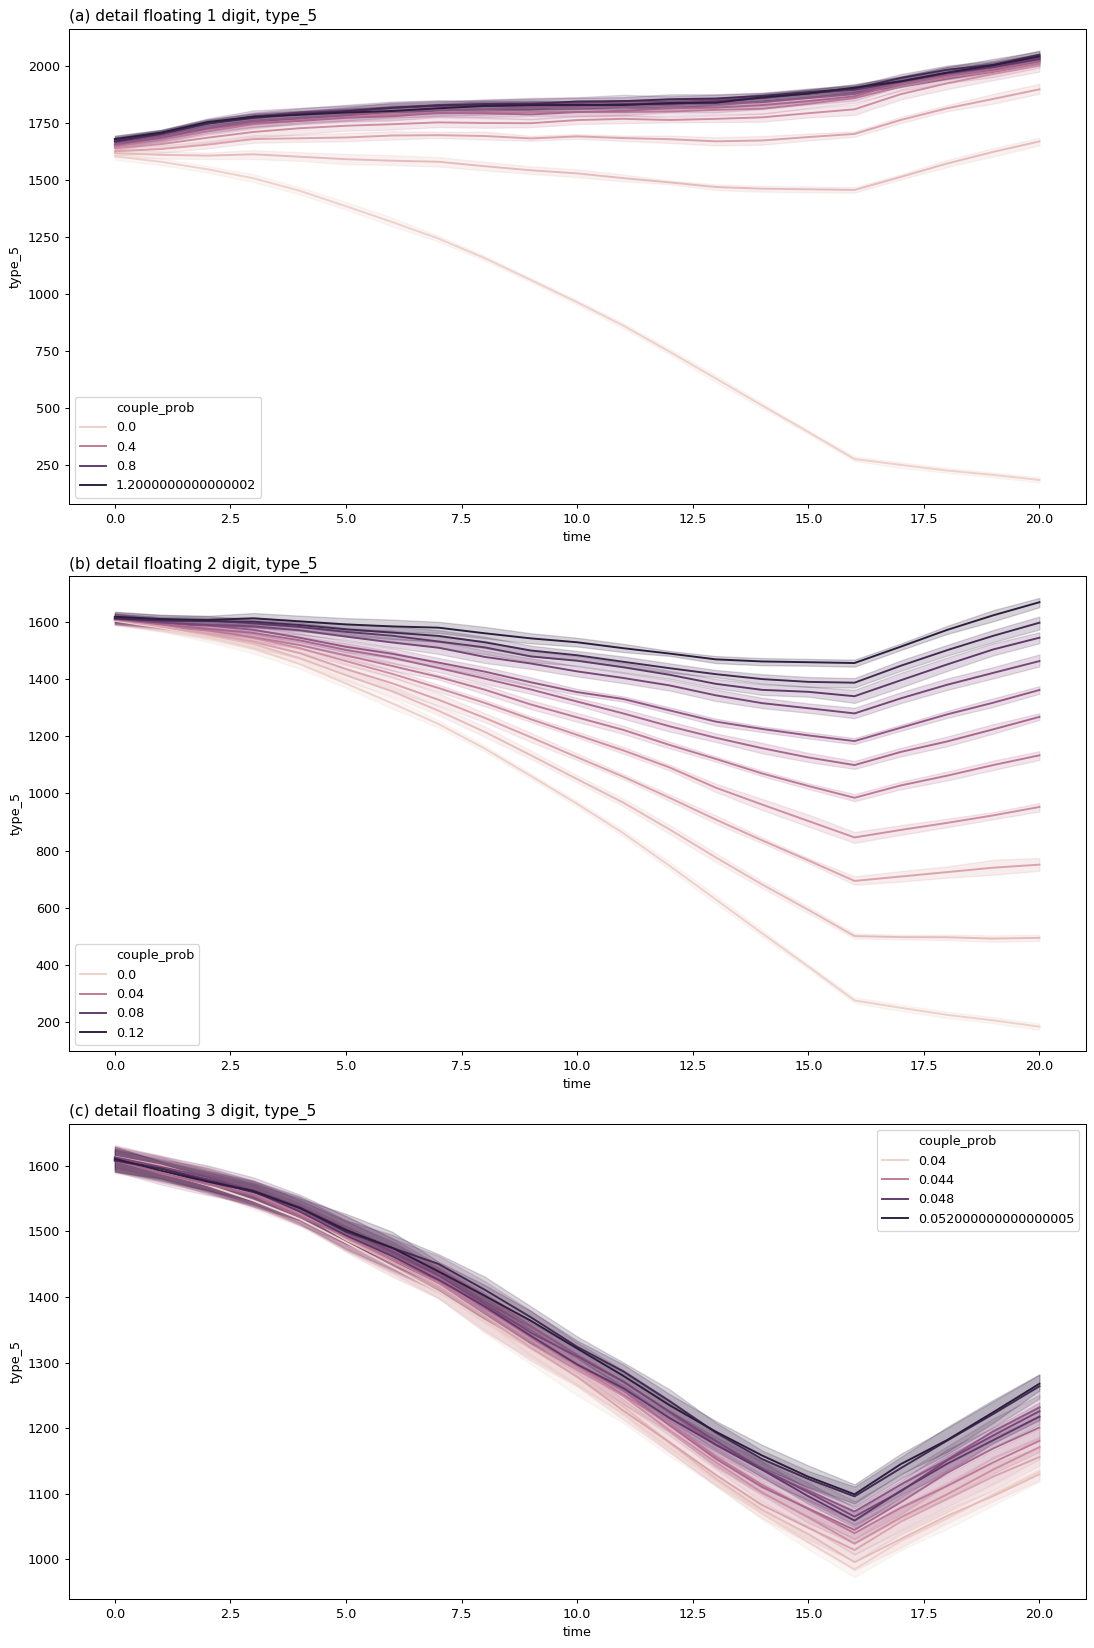 (a) detail floating 1 digit, type_5
2000
1750
1500
1250
1000
750
500
250
type_5
couple_prob
0.0
0.4
0.8
1.2000000000000002
0.0 2.5 5.0 7.5 10.0 12.5 15.0 17.5 20.0
time
(b) detail floating 2 digit, type_5
1600
1400
1200
1000
800
600
400
200
type_5
couple_prob
0.0
0.04
0.08
0.12
0.0 2.5 5.0 7.5 10.0 12.5 15.0 17.5 20.0
time
(c) detail floating 3 digit, type_5
1600
1500
1400
1300
1200
1100
1000
type_5
couple_prob
0.04
0.044
0.048
0.052000000000000005
0.0 2.5 5.0 7.5 10.0 12.5 15.0 17.5 20.0
time